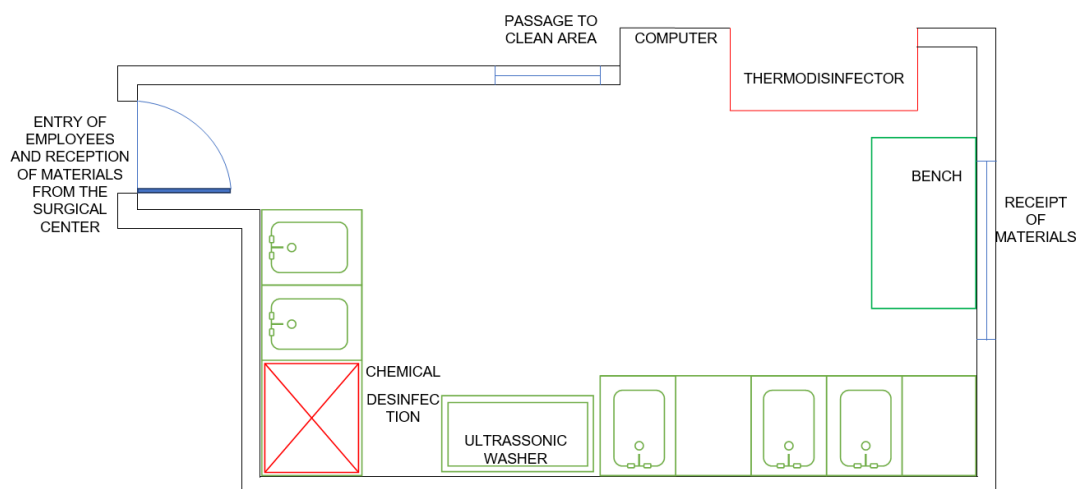 PASSAGE TO
CLEAN AREA
COMPUTER
THERMODISINFECTOR
ENTRY OF
EMPLOYEES
AND RECEPTION
OF MATERIALS
FROM THE
SURGICAL
CENTER
BENCH
RECEIPT
OF
MATERIALS
CHEMICAL
DESINFEC
TION
ULTRASSONIC
WASHER